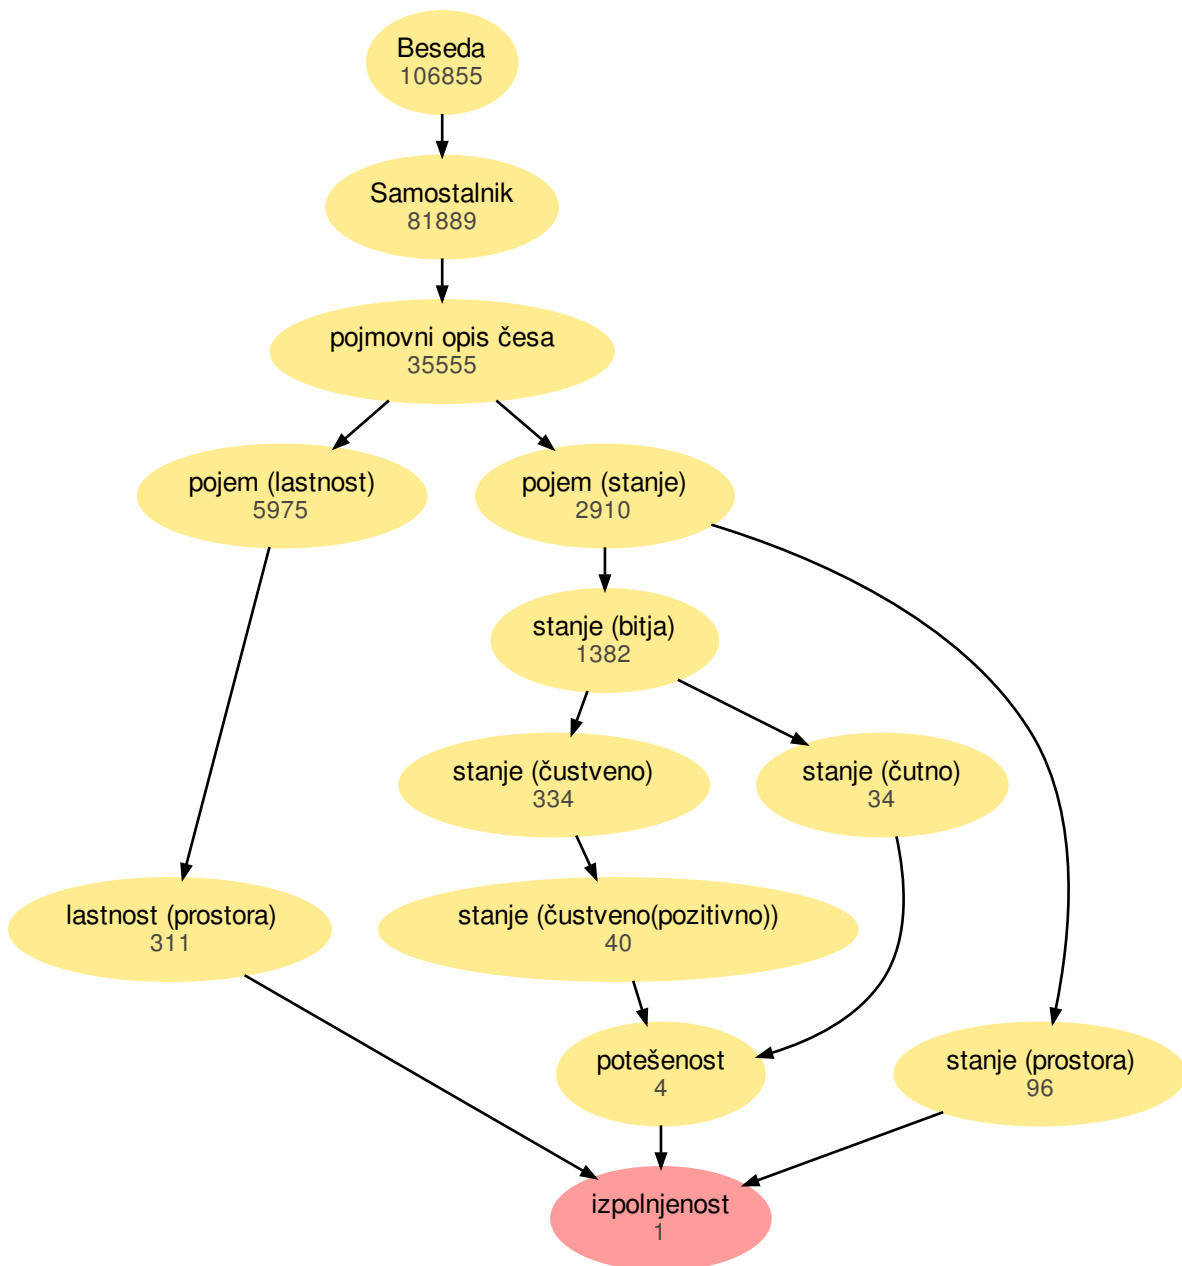 Beseda
106855
Samostalnik
81889
pojmovni opis česa
35555
pojem (lastnost)
5975
pojem (stanje)
2910
stanje (bitja)
1382
stanje (čustveno)
334
stanje (čutno)
34
lastnost (prostora)
311
stanje (čustveno(pozitivno))
40
potešenost
4
stanje (prostora)
96
izpolnjenost
1